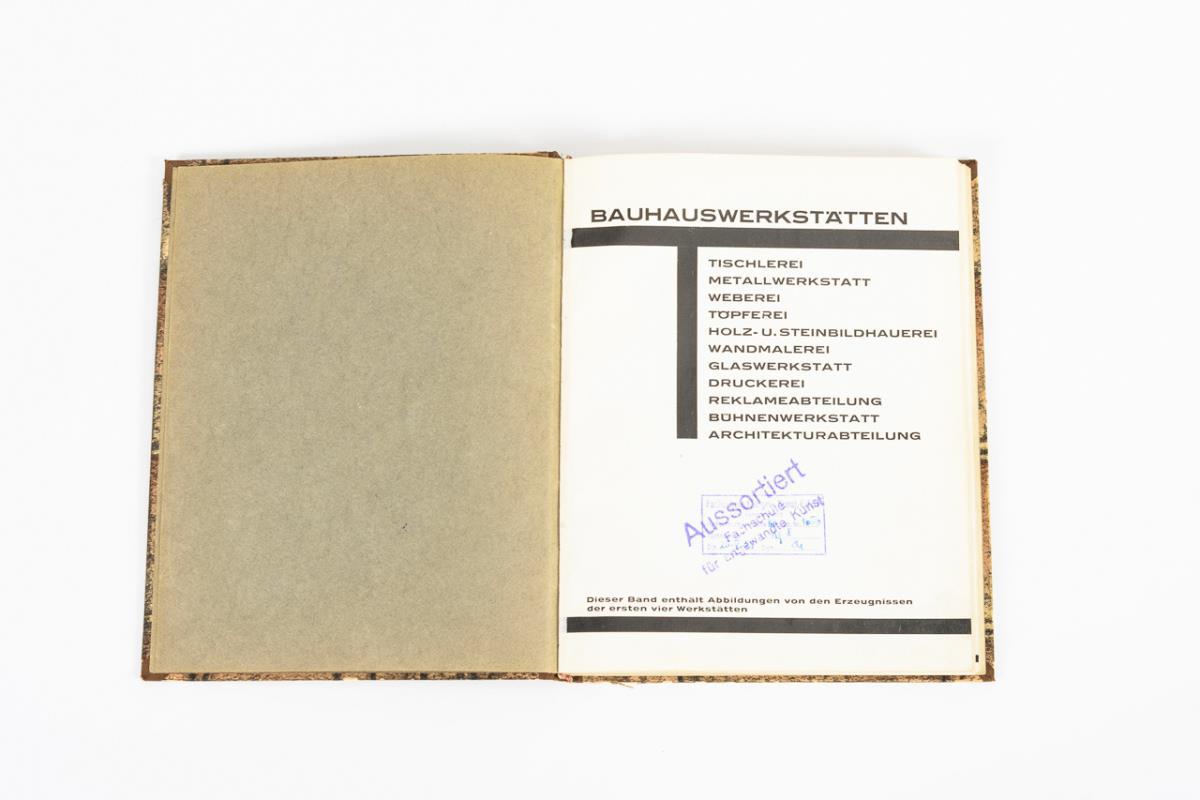 BAUHAUSWERKSTÄTTEN
TISCHLEREI
METALLWERKSTATT
WEBEREI
TÖPFEREI
HOLZ- U. STEINBILDHAUEREI
WANDMALEREI
GLASWERKSTATT
DRUCKEREI
REKLAMEABTEILUNG
BÜHNENWERKSTATT
ARCHITEKTURABTEILUNG
Aussortiert
Fachschule
für angewandte Kunst
Dieser Band enthält Abbildungen von den Erzeugnissen
der ersten vier Werkstätten